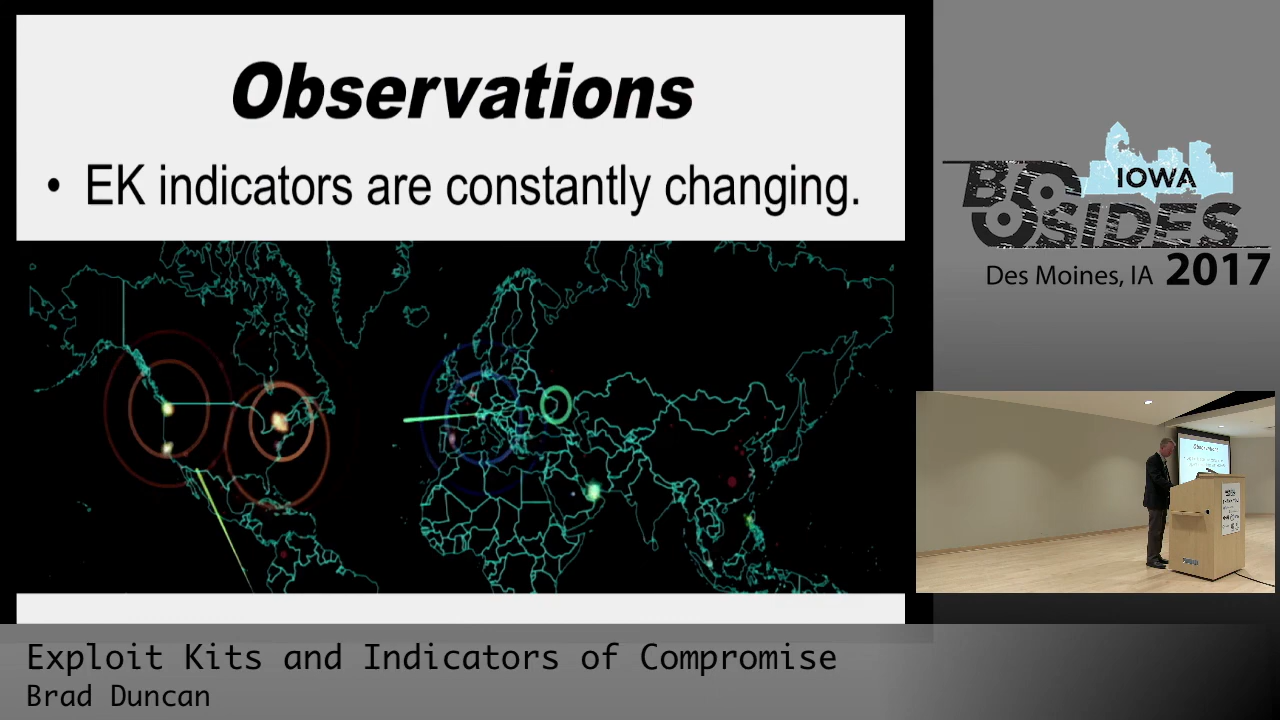 Observations
• EK indicators are constantly changing.
IOWA
BSIDES
Des Moines, IA 2017
Observations
Exploit Kits and Indicators of Compromise
Brad Duncan